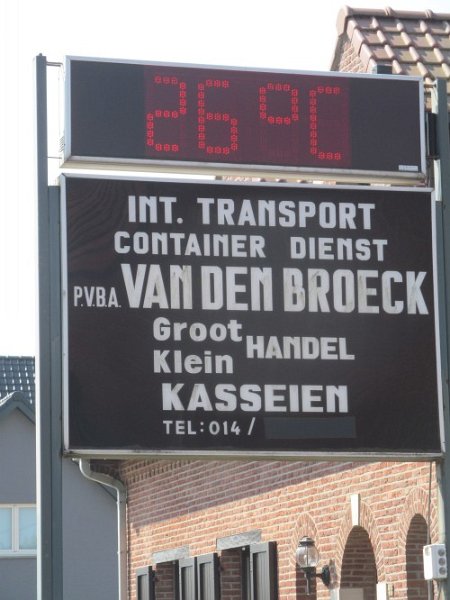 26°C
INT. TRANSPORT
CONTAINER DIENST
P.V.B.A. VAN DEN BROECK
Groot
Klein HANDEL
KASSEIEN
TEL: 014/